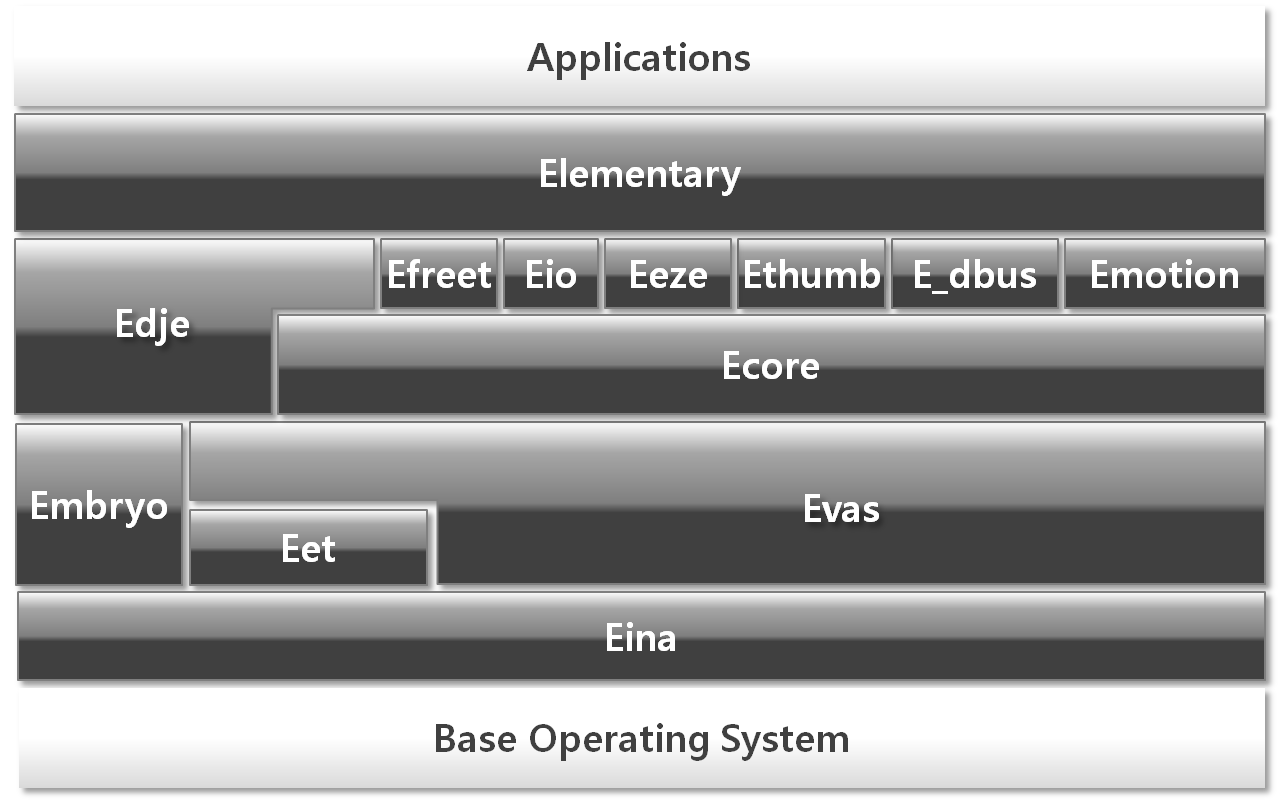 Applications
Elementary
Edje
Efreet
Eio
Eeze
Ethumb
E_dbus
Emotion
Ecore
Embryo
Eet
Evas
Eina
Base Operating System